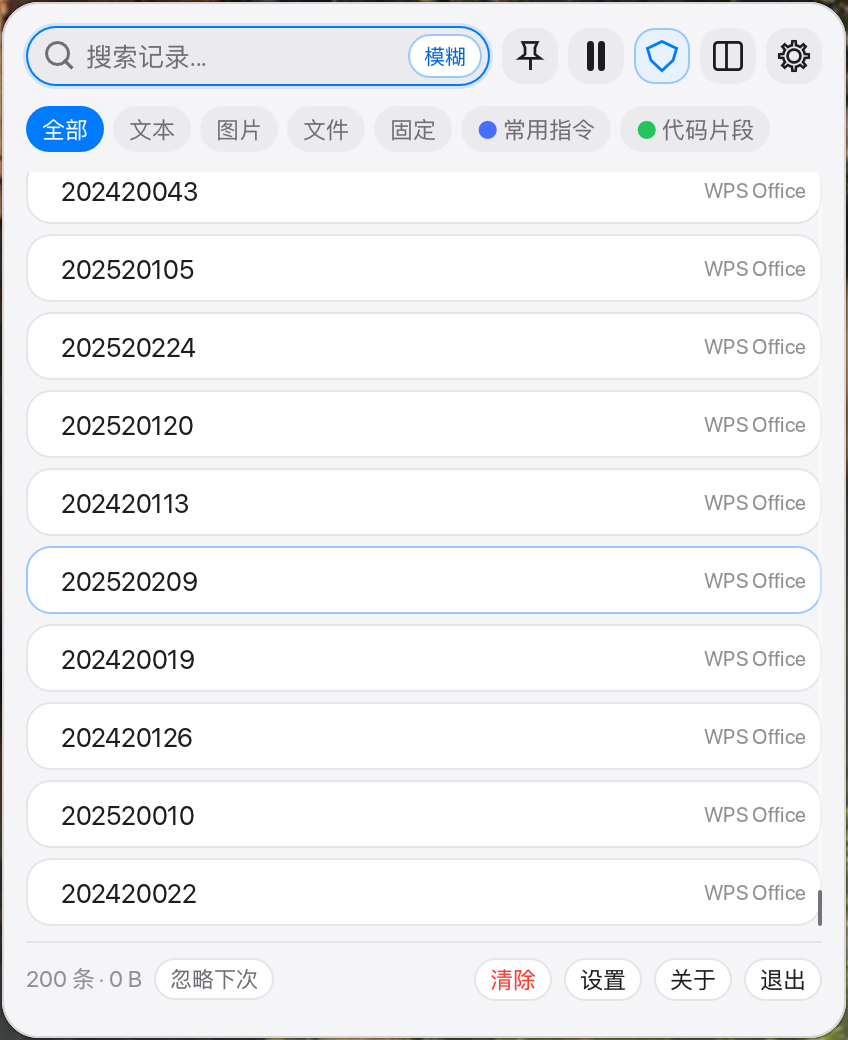 搜索记录... 模糊
全部 文本 图片 文件 固定 常用指令 代码片段
202420043 WPS Office
202520105 WPS Office
202520224 WPS Office
202520120 WPS Office
202420113 WPS Office
202520209 WPS Office
202420019 WPS Office
202420126 WPS Office
202520010 WPS Office
202420022 WPS Office
200 条 · 0 B 忽略下次 清除 设置 关于 退出